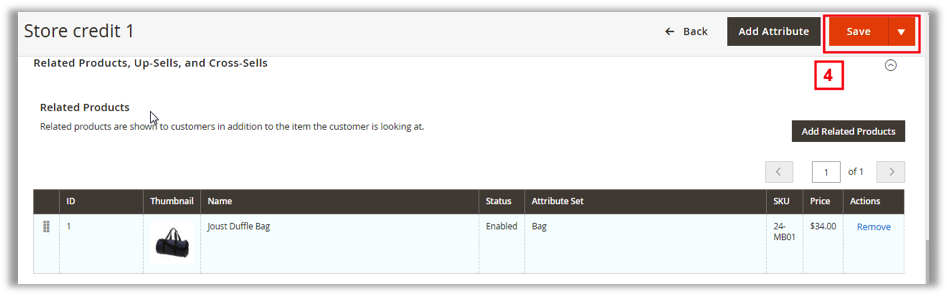 Store credit 1
← Back
Add Attribute
Save
4
Related Products, Up-Sells, and Cross-Sells
Related Products
Related products are shown to customers in addition to the item the customer is looking at.
Add Related Products
1 of 1
ID Thumbnail Name Status Attribute Set SKU Price Actions
1 Joust Duffle Bag Enabled Bag 24-MB01 $34.00 Remove